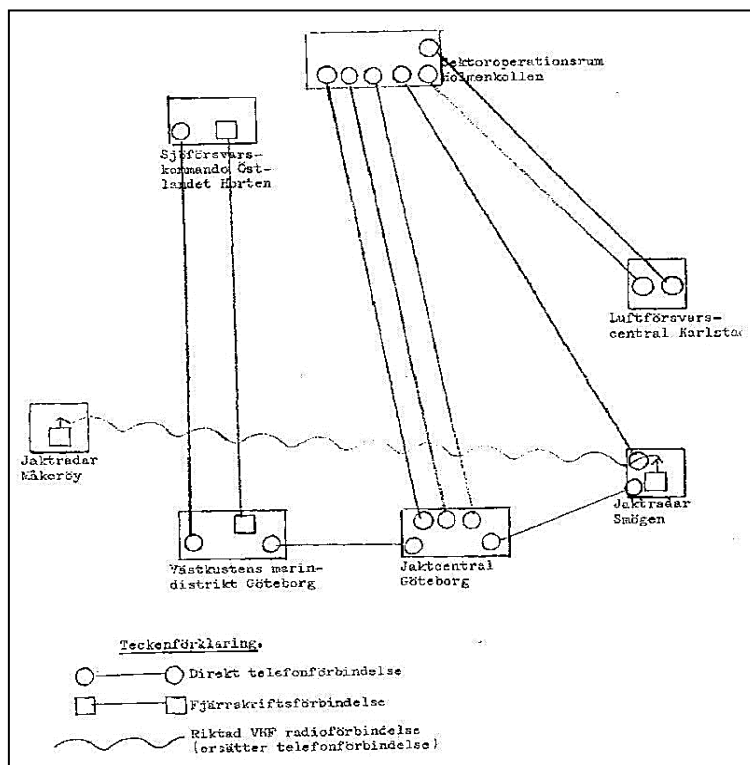 Sektoroperationsrum
Holmenkollen
Sjöförsvars-
kommando Öst-
landet Horten
Luftförsvars-
central Karlstad
Jaktradar
Måkeröy
Jaktradar
Smögen
Västkustens marin-
distrikt Göteborg
Jaktcentral
Göteborg
Teckenförklaring.
Direkt telefonförbindelse
Fjärrskriftsförbindelse
Riktad VHF radioförbindelse
(ersätter telefonförbindelse)